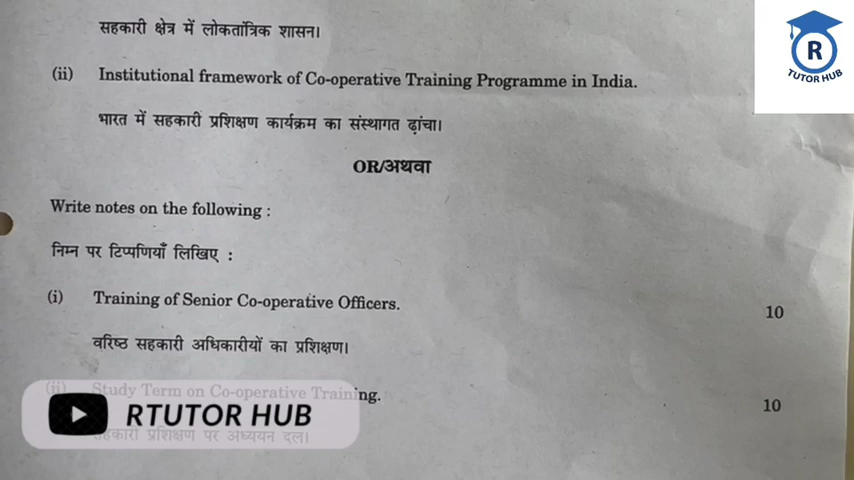 सहकारी क्षेत्र में लोकतांत्रिक शासन।
R
TUTOR HUB
(ii) Institutional framework of Co-operative Training Programme in India.
भारत में सहकारी प्रशिक्षण कार्यक्रम का संस्थागत ढ़ांचा।
OR/अथवा
Write notes on the following :
निम्न पर टिप्पणियाँ लिखिए :
(i) Training of Senior Co-operative Officers. 10
वरिष्ठ सहकारी अधिकारीयों का प्रशिक्षण।
(ii) Study Term on Co-operative Training. 10
RTUTOR HUB
सहकारी प्रशिक्षण पर अध्ययन दल।